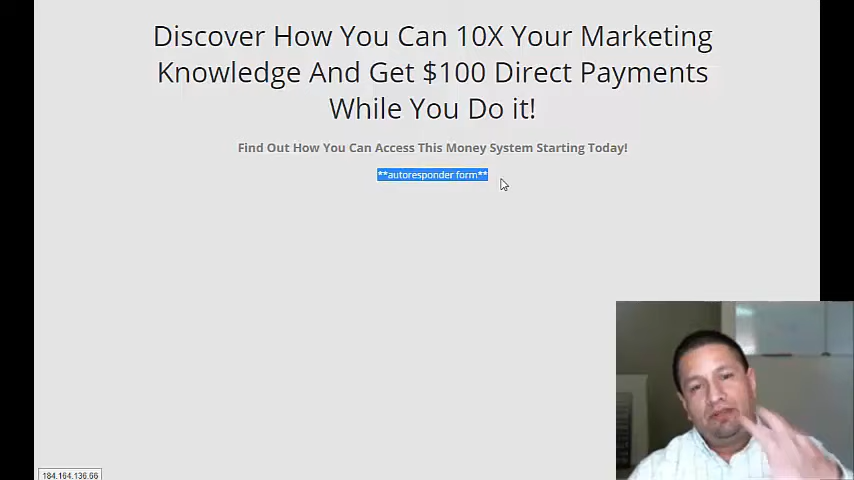 Discover How You Can 10X Your Marketing
Knowledge And Get $100 Direct Payments
While You Do it!
Find Out How You Can Access This Money System Starting Today!
**autoresponder form**
184.164.136.66